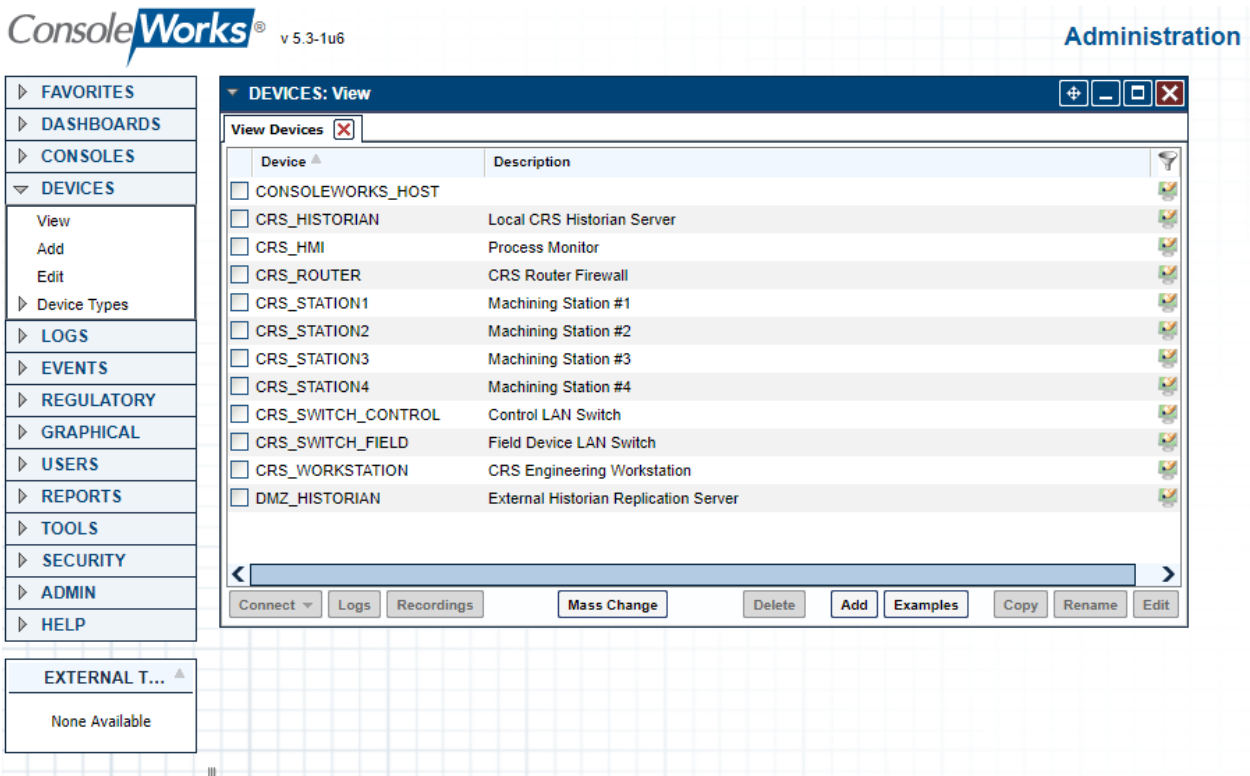 ConsoleWorks® v 5.3-1u6
Administration
FAVORITES
DASHBOARDS
CONSOLES
DEVICES
View
Add
Edit
Device Types
LOGS
EVENTS
REGULATORY
GRAPHICAL
USERS
REPORTS
TOOLS
SECURITY
ADMIN
HELP
EXTERNAL T...
None Available
DEVICES: View
View Devices
Device Description
CONSOLEWORKS_HOST
CRS_HISTORIAN Local CRS Historian Server
CRS_HMI Process Monitor
CRS_ROUTER CRS Router Firewall
CRS_STATION1 Machining Station #1
CRS_STATION2 Machining Station #2
CRS_STATION3 Machining Station #3
CRS_STATION4 Machining Station #4
CRS_SWITCH_CONTROL Control LAN Switch
CRS_SWITCH_FIELD Field Device LAN Switch
CRS_WORKSTATION CRS Engineering Workstation
DMZ_HISTORIAN External Historian Replication Server
Connect Logs Recordings Mass Change Delete Add Examples Copy Rename Edit